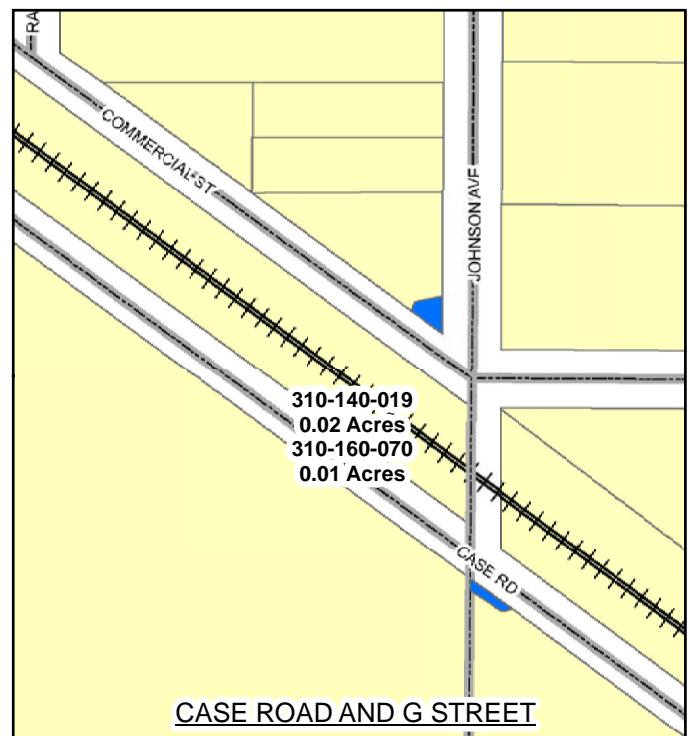 RA
COMMERCIAL ST
JOHNSON AVE
310-140-019
0.02 Acres
310-160-070
0.01 Acres
CASE RD
CASE ROAD AND G STREET